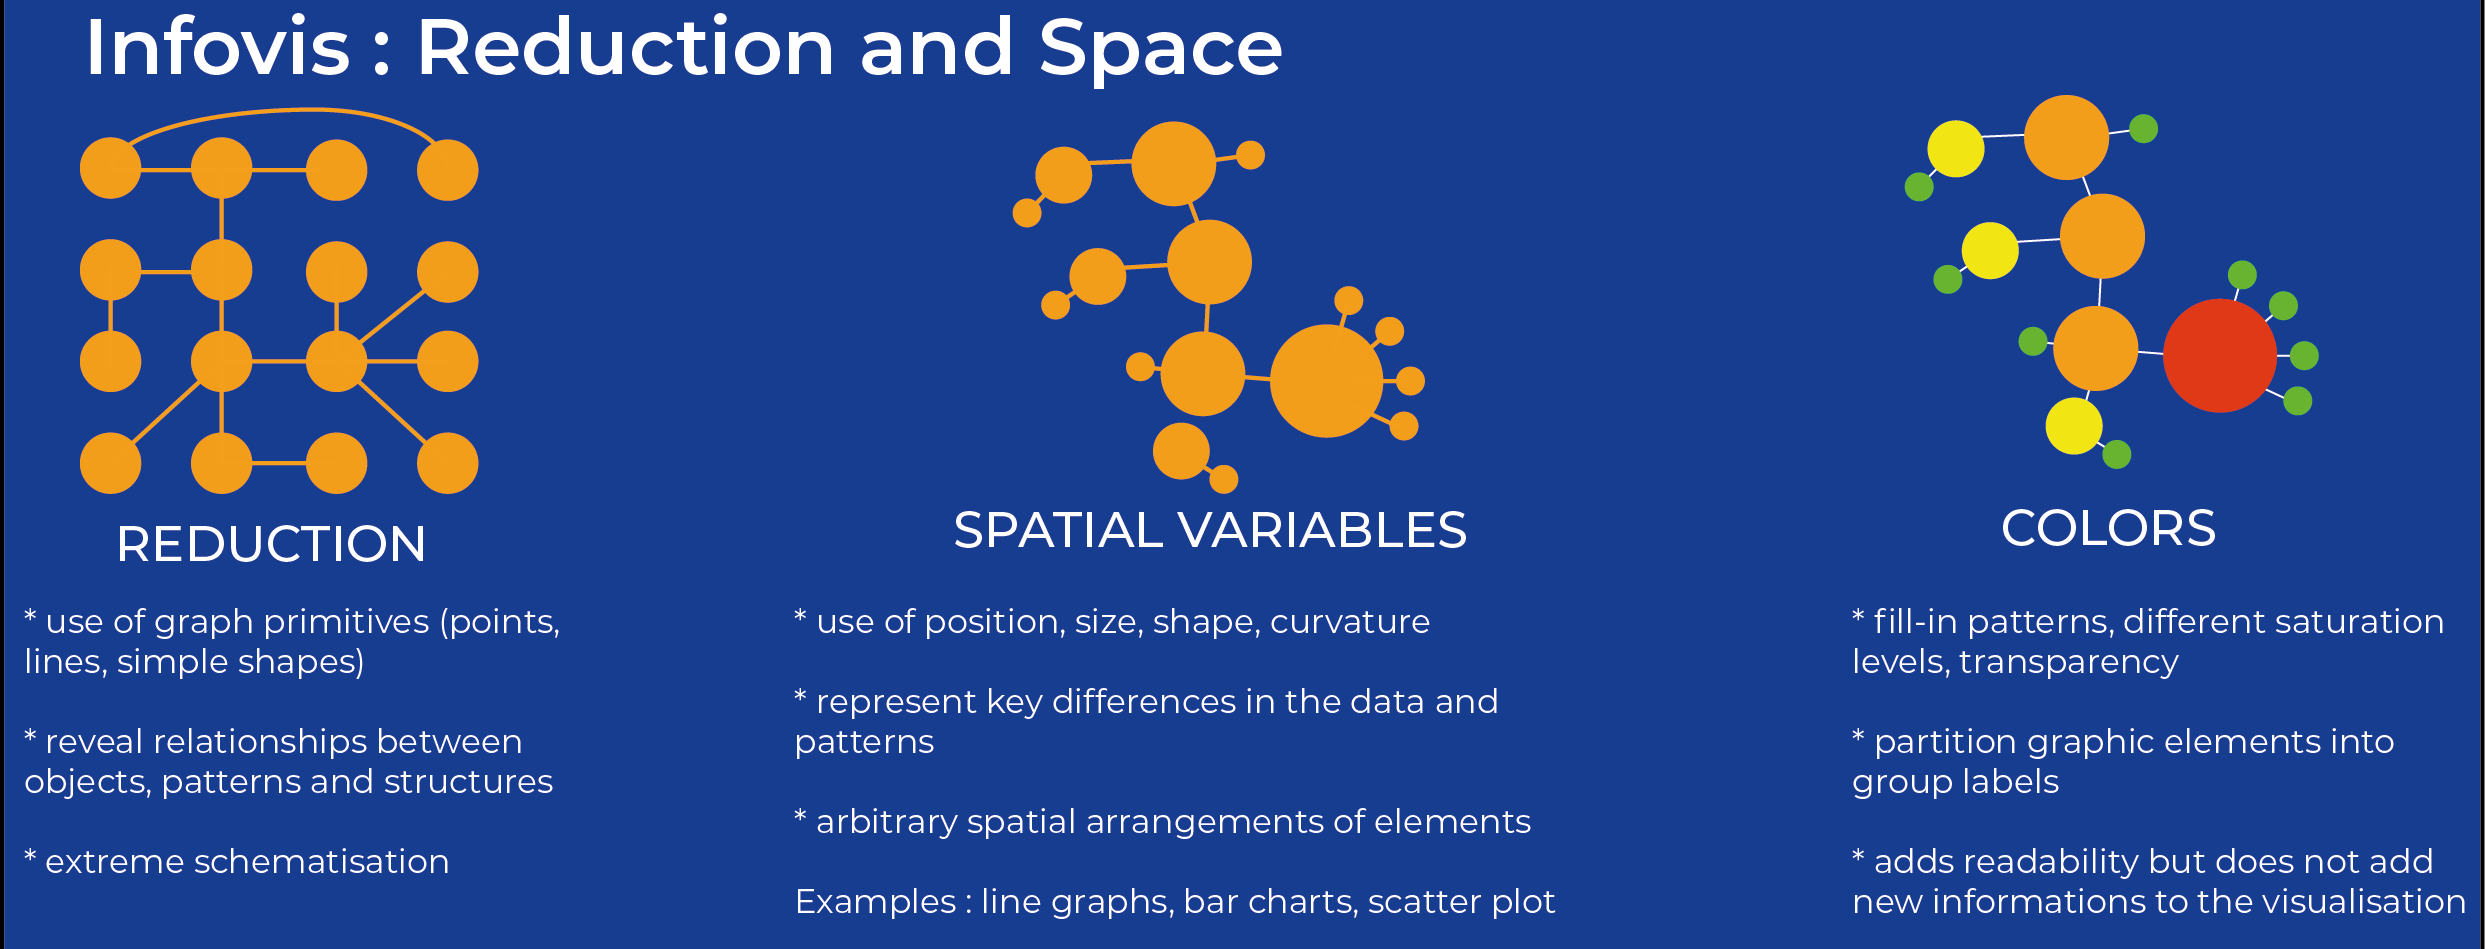 Infovis : Reduction and Space
REDUCTION
* use of graph primitives (points,
lines, simple shapes)
* reveal relationships between
objects, patterns and structures
* extreme schematisation
SPATIAL VARIABLES
* use of position, size, shape, curvature
* represent key differences in the data and
patterns
* arbitrary spatial arrangements of elements
Examples : line graphs, bar charts, scatter plot
COLORS
* fill-in patterns, different saturation
levels, transparency
* partition graphic elements into
group labels
* adds readability but does not add
new informations to the visualisation